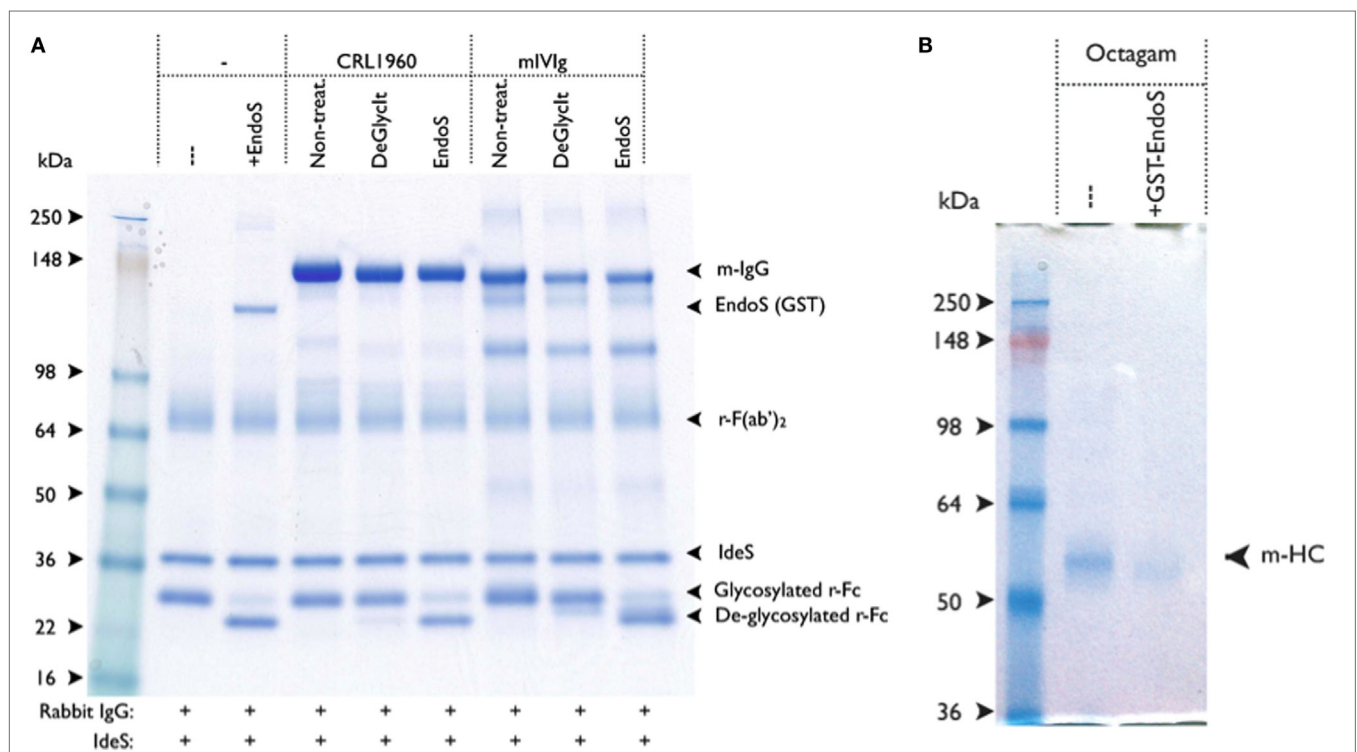 A
- CRL1960 mIVIg
--- +EndoS Non-treat. DeGlyclt EndoS Non-treat. DeGlyclt EndoS
kDa
250
148
98
64
50
36
22
16
m-IgG
EndoS (GST)
r-F(ab')2
IdeS
Glycosylated r-Fc
De-glycosylated r-Fc
Rabbit IgG: + + + + + + + +
IdeS: + + + + + + + +
B
Octagam
--- +GST-EndoS
kDa
250
148
98
64
50
36
m-HC